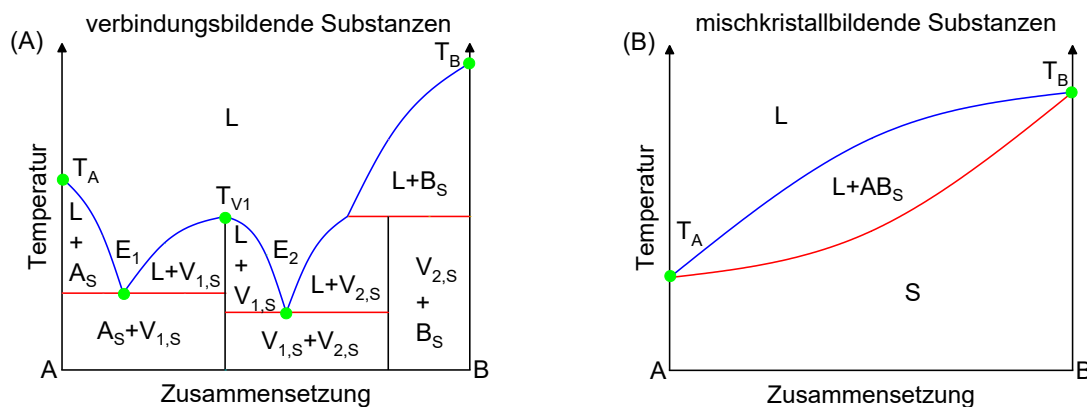 verbindungsbildende Substanzen
(A)
T_B
L
Temperatur
T_A
T_V1
L+B_S
L
+
A_S
E_1
L+V_1,S
L
+
V_1,S
E_2
L+V_2,S
V_2,S
+
B_S
A_S+V_1,S
V_1,S+V_2,S
A
B
Zusammensetzung
mischkristallbildende Substanzen
(B)
T_B
L
Temperatur
L+AB_S
T_A
S
A
B
Zusammensetzung